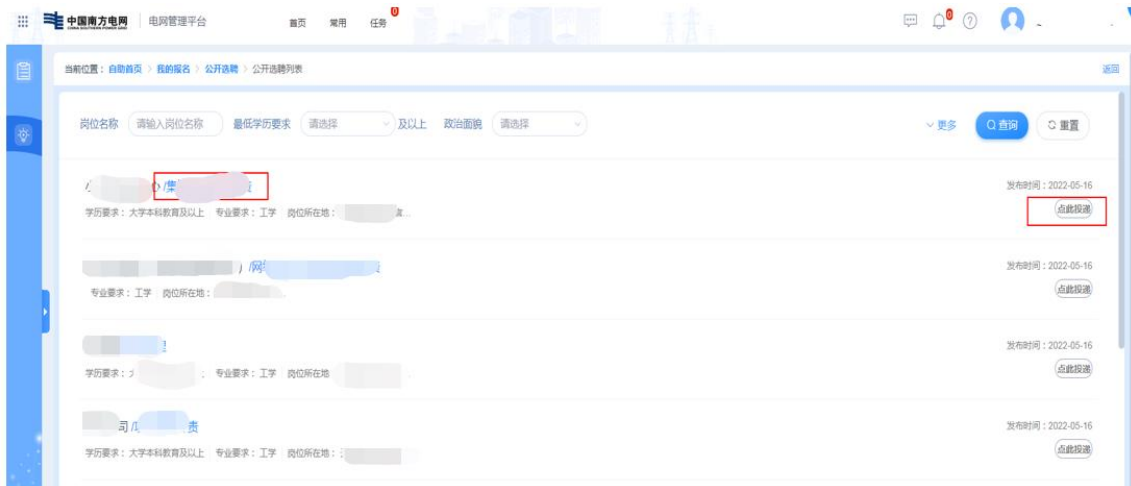 中国南方电网 电网管理平台 首页 常用 任务 0 0
CHINA SOUTHERN POWER GRID
当前位置：自助首页 > 我的报名 > 公开选聘 > 公开选聘列表 返回
岗位名称 请输入岗位名称 最低学历要求 请选择 及以上 政治面貌 请选择 更多 查询 重置
/集 发布时间：2022-05-16
学历要求：大学本科教育及以上 专业要求：工学 岗位所在地： 点此投递
/网 发布时间：2022-05-16
专业要求：工学 岗位所在地： 点此投递
发布时间：2022-05-16
学历要求： 专业要求：工学 岗位所在地 点此投递
司 责 发布时间：2022-05-16
学历要求：大学本科教育及以上 专业要求：工学 岗位所在地： 点此投递